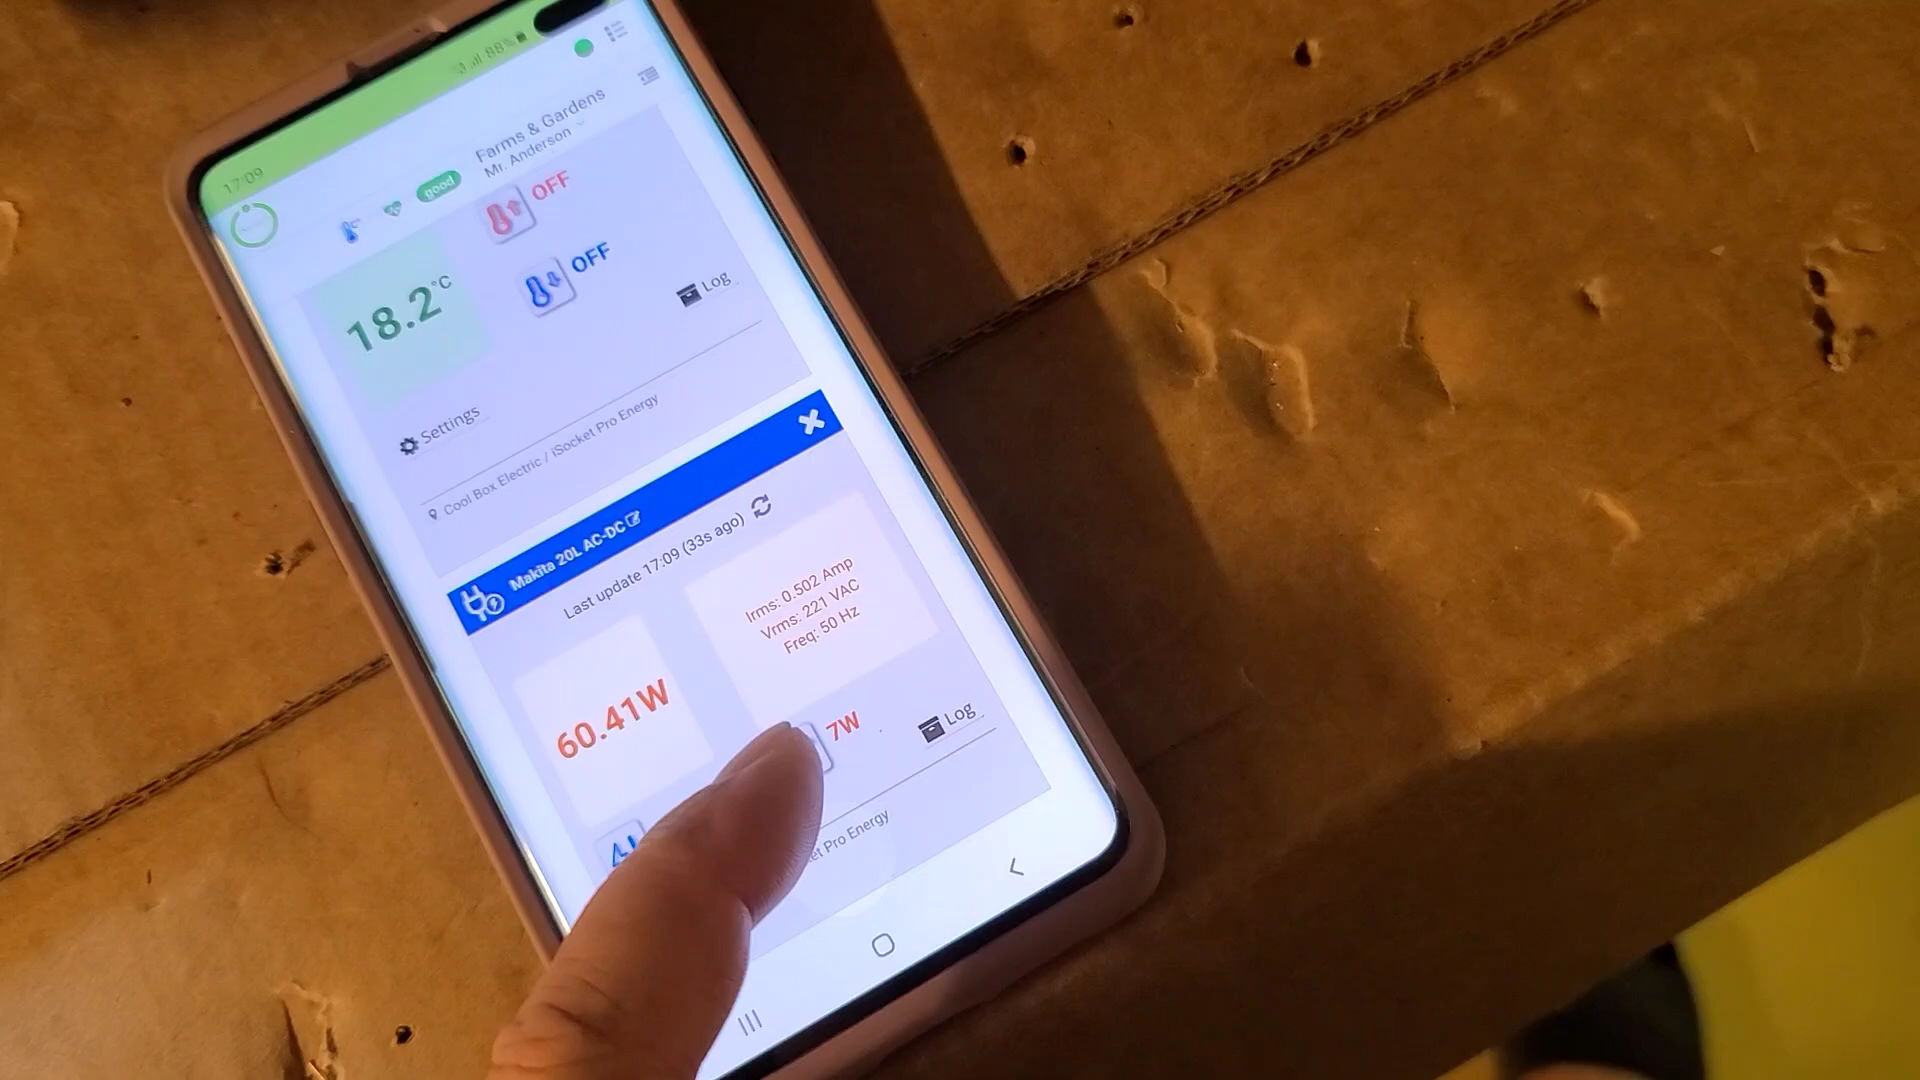 17:09
88%
Farms & Gardens
Mr. Anderson
good
OFF
18.2°C
OFF
Log
Settings
Cool Box Electric / iSocket Pro Energy
Makita 20L AC-DC
Last update 17:09 (33s ago)
Irms: 0.502 Amp
Vrms: 221 VAC
Freq: 50 Hz
60.41W
7W
Log
Pro Energy